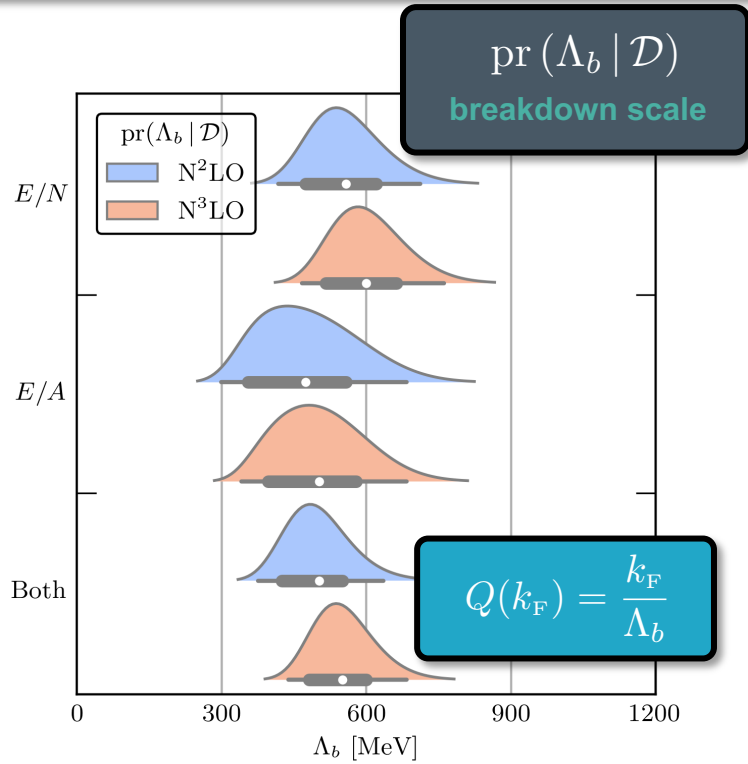 pr (Λ_b | 𝒟)
breakdown scale
pr(Λ_b | 𝒟)
N²LO
N³LO
E/N
E/A
Both
Q(k_F) = k_F / Λ_b
0 300 600 900 1200
Λ_b [MeV]